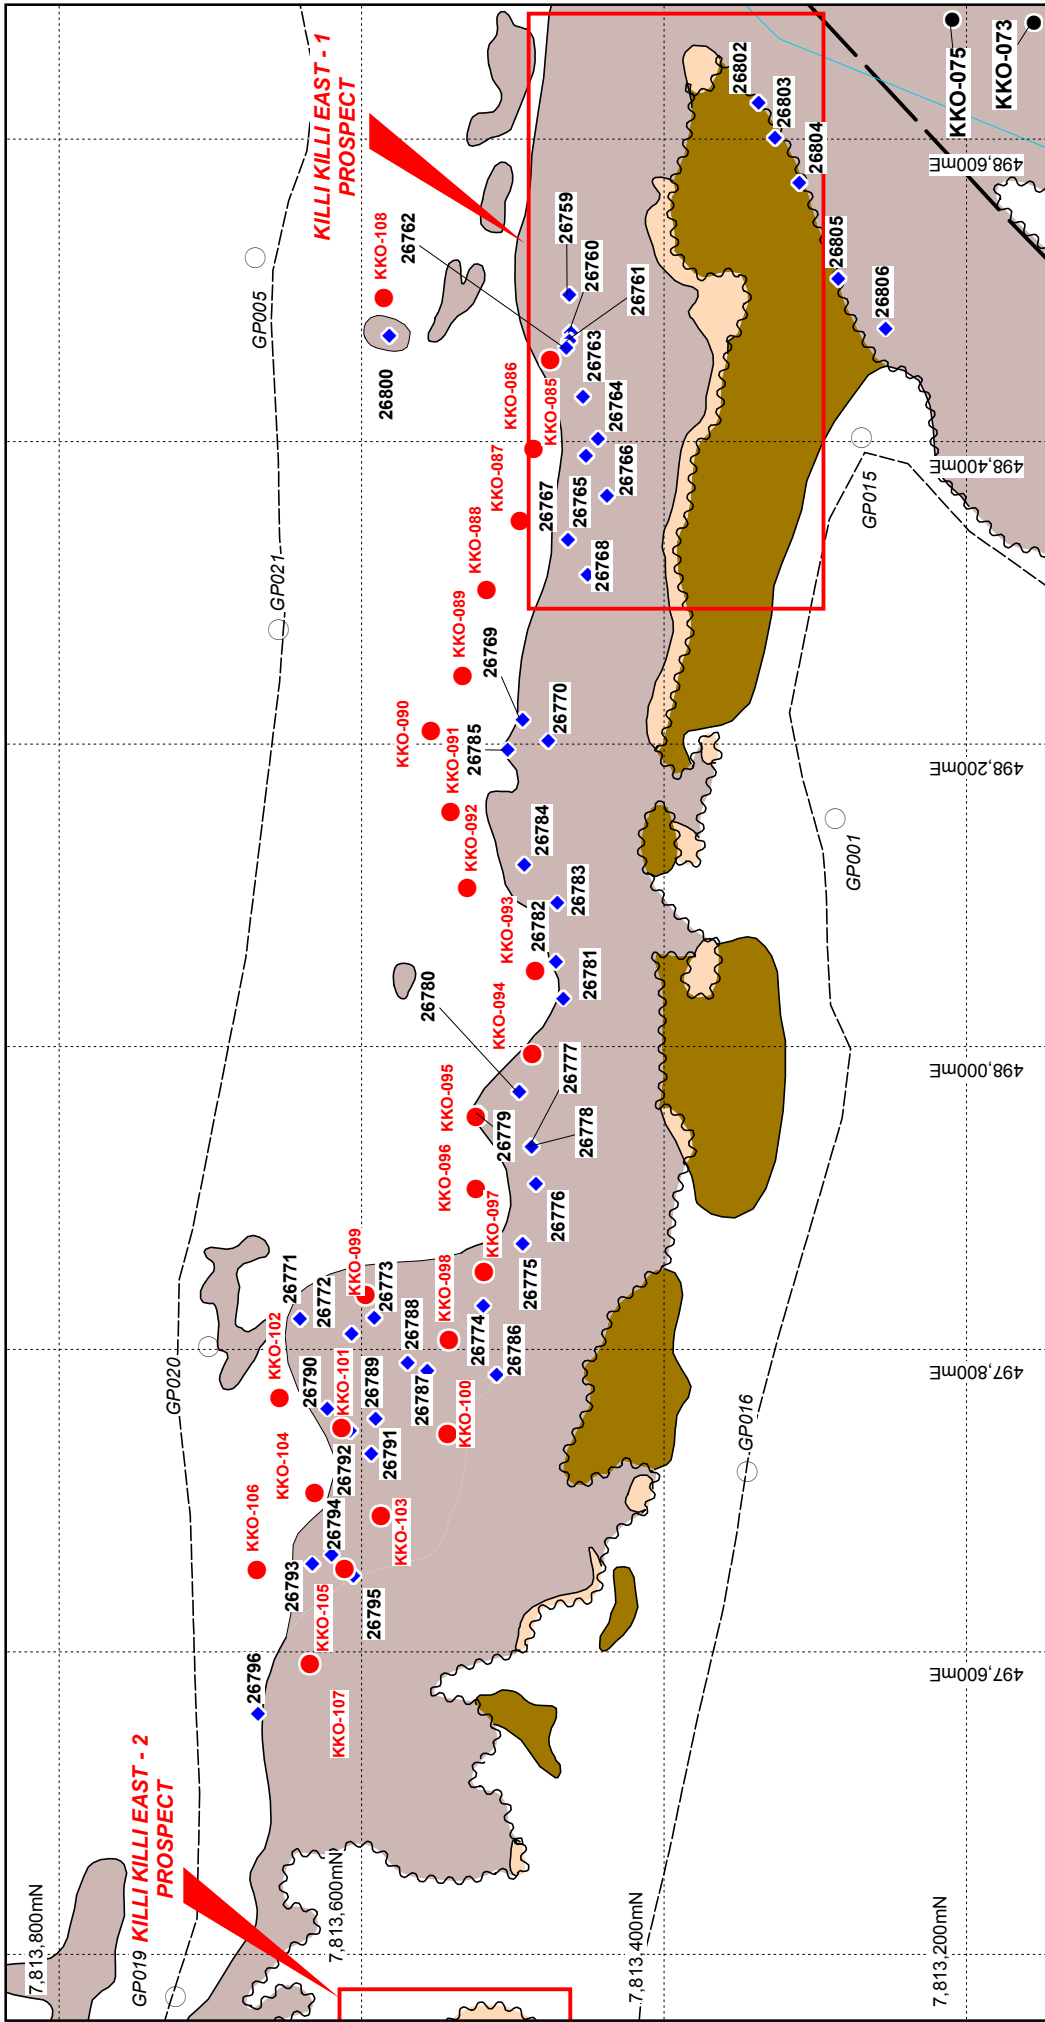 KILLI KILLI EAST - 1
PROSPECT
KILLI KILLI EAST - 2
PROSPECT
7,813,800mN
7,813,600mN
7,813,400mN
7,813,200mN
497,600mE
497,800mE
498,000mE
498,200mE
498,400mE
498,600mE
GP019
GP020
GP021
GP005
GP016
GP001
GP015
KKO-073
KKO-075
KKO-108
KKO-085
KKO-086
KKO-087
KKO-088
KKO-089
KKO-090
KKO-091
KKO-092
KKO-093
KKO-094
KKO-095
KKO-096
KKO-097
KKO-098
KKO-099
KKO-100
KKO-101
KKO-102
KKO-103
KKO-104
KKO-105
KKO-106
KKO-107
26759
26760
26761
26762
26763
26764
26765
26766
26767
26768
26769
26770
26771
26772
26773
26774
26775
26776
26777
26778
26779
26780
26781
26782
26783
26784
26785
26786
26787
26788
26789
26790
26791
26792
26793
26794
26795
26796
26800
26802
26803
26804
26805
26806